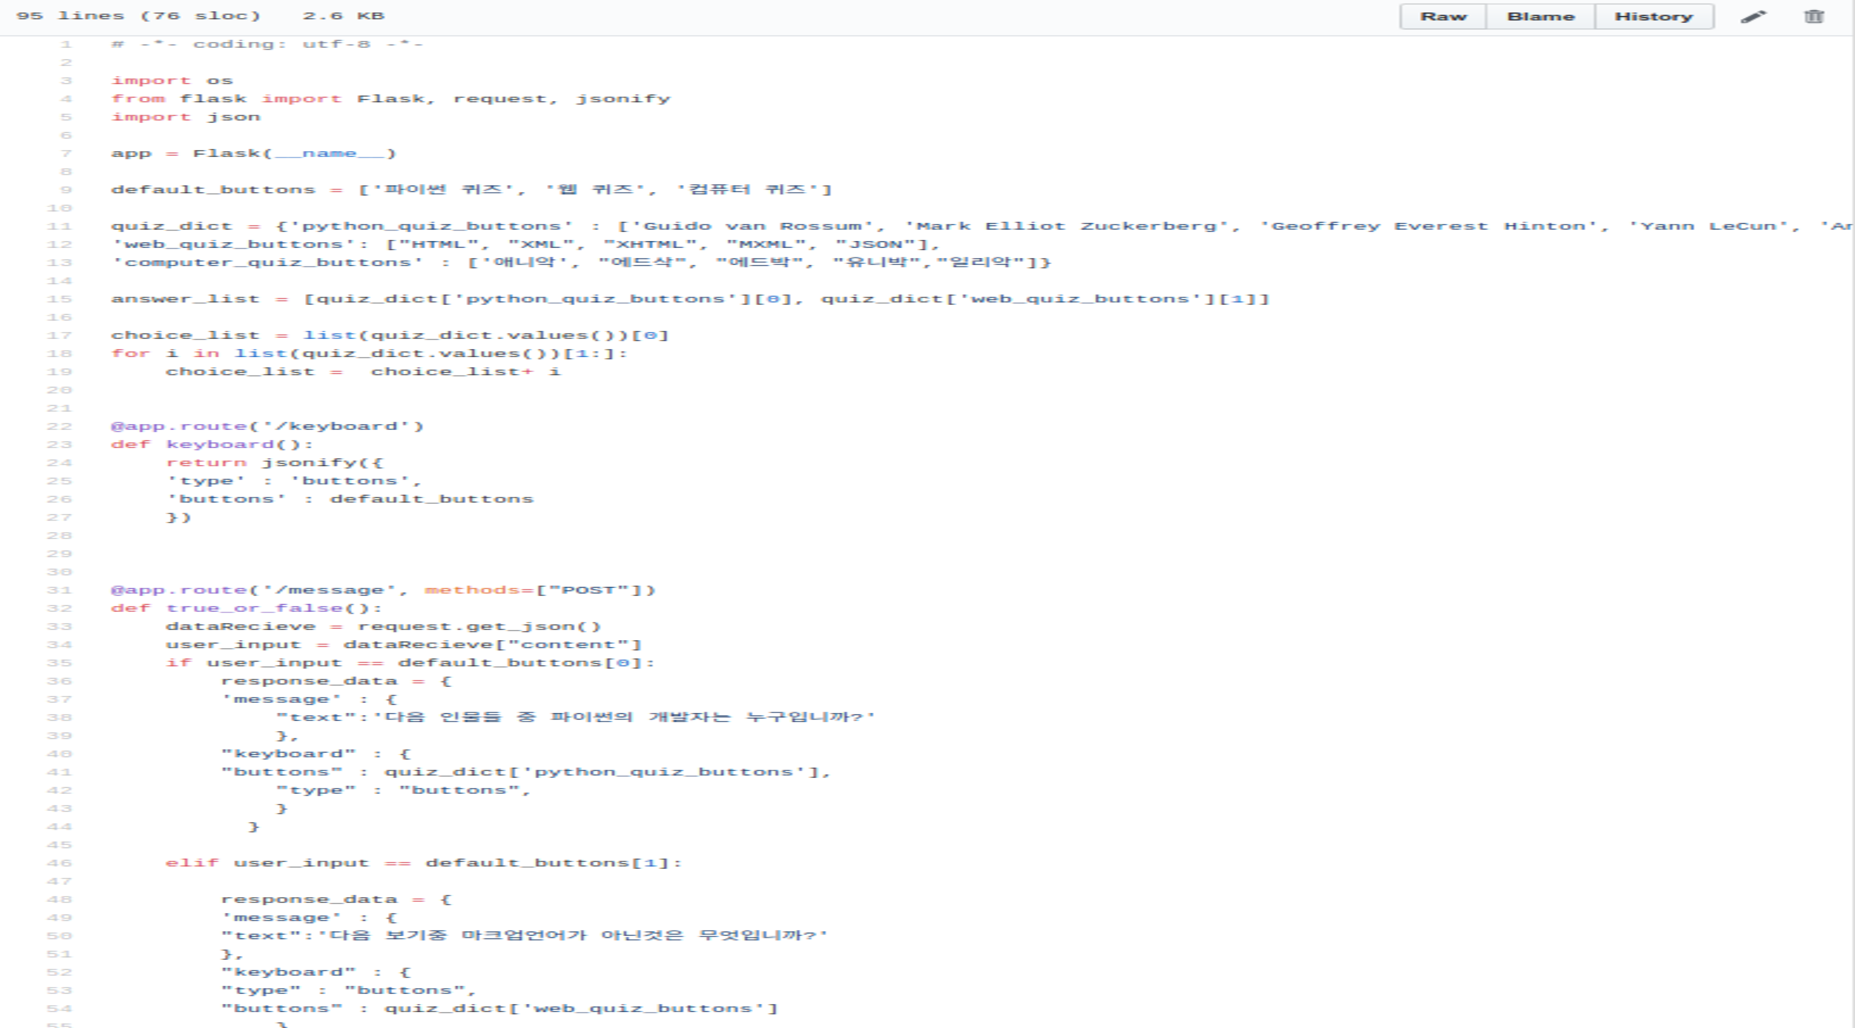 95 lines (76 sloc) 2.6 KB Raw Blame History
1 # -*- coding: utf-8 -*-
2
3 import os
4 from flask import Flask, request, jsonify
5 import json
6
7 app = Flask(__name__)
8
9 default_buttons = ['파이썬 퀴즈', '웹 퀴즈', '컴퓨터 퀴즈']
10
11 quiz_dict = {'python_quiz_buttons' : ['Guido van Rossum', 'Mark Elliot Zuckerberg', 'Geoffrey Everest Hinton', 'Yann LeCun', 'Ar
12 'web_quiz_buttons': ["HTML", "XML", "XHTML", "MXML", "JSON"],
13 'computer_quiz_buttons' : ['애니악', "에드삭", "에드박", "유니박","일리악"]}
14
15 answer_list = [quiz_dict['python_quiz_buttons'][0], quiz_dict['web_quiz_buttons'][1]]
16
17 choice_list = list(quiz_dict.values())[0]
18 for i in list(quiz_dict.values())[1:]:
19 choice_list = choice_list+ i
20
21
22 @app.route('/keyboard')
23 def keyboard():
24 return jsonify({
25 'type' : 'buttons',
26 'buttons' : default_buttons
27 })
28
29
30
31 @app.route('/message', methods=["POST"])
32 def true_or_false():
33 dataRecieve = request.get_json()
34 user_input = dataRecieve["content"]
35 if user_input == default_buttons[0]:
36 response_data = {
37 'message' : {
38 "text":'다음 인물들 중 파이썬의 개발자는 누구입니까?'
39 },
40 "keyboard" : {
41 "buttons" : quiz_dict['python_quiz_buttons'],
42 "type" : "buttons",
43 }
44 }
45
46 elif user_input == default_buttons[1]:
47
48 response_data = {
49 'message' : {
50 "text":'다음 보기중 마크업언어가 아닌것은 무엇입니까?'
51 },
52 "keyboard" : {
53 "type" : "buttons",
54 "buttons" : quiz_dict['web_quiz_buttons']
55 }